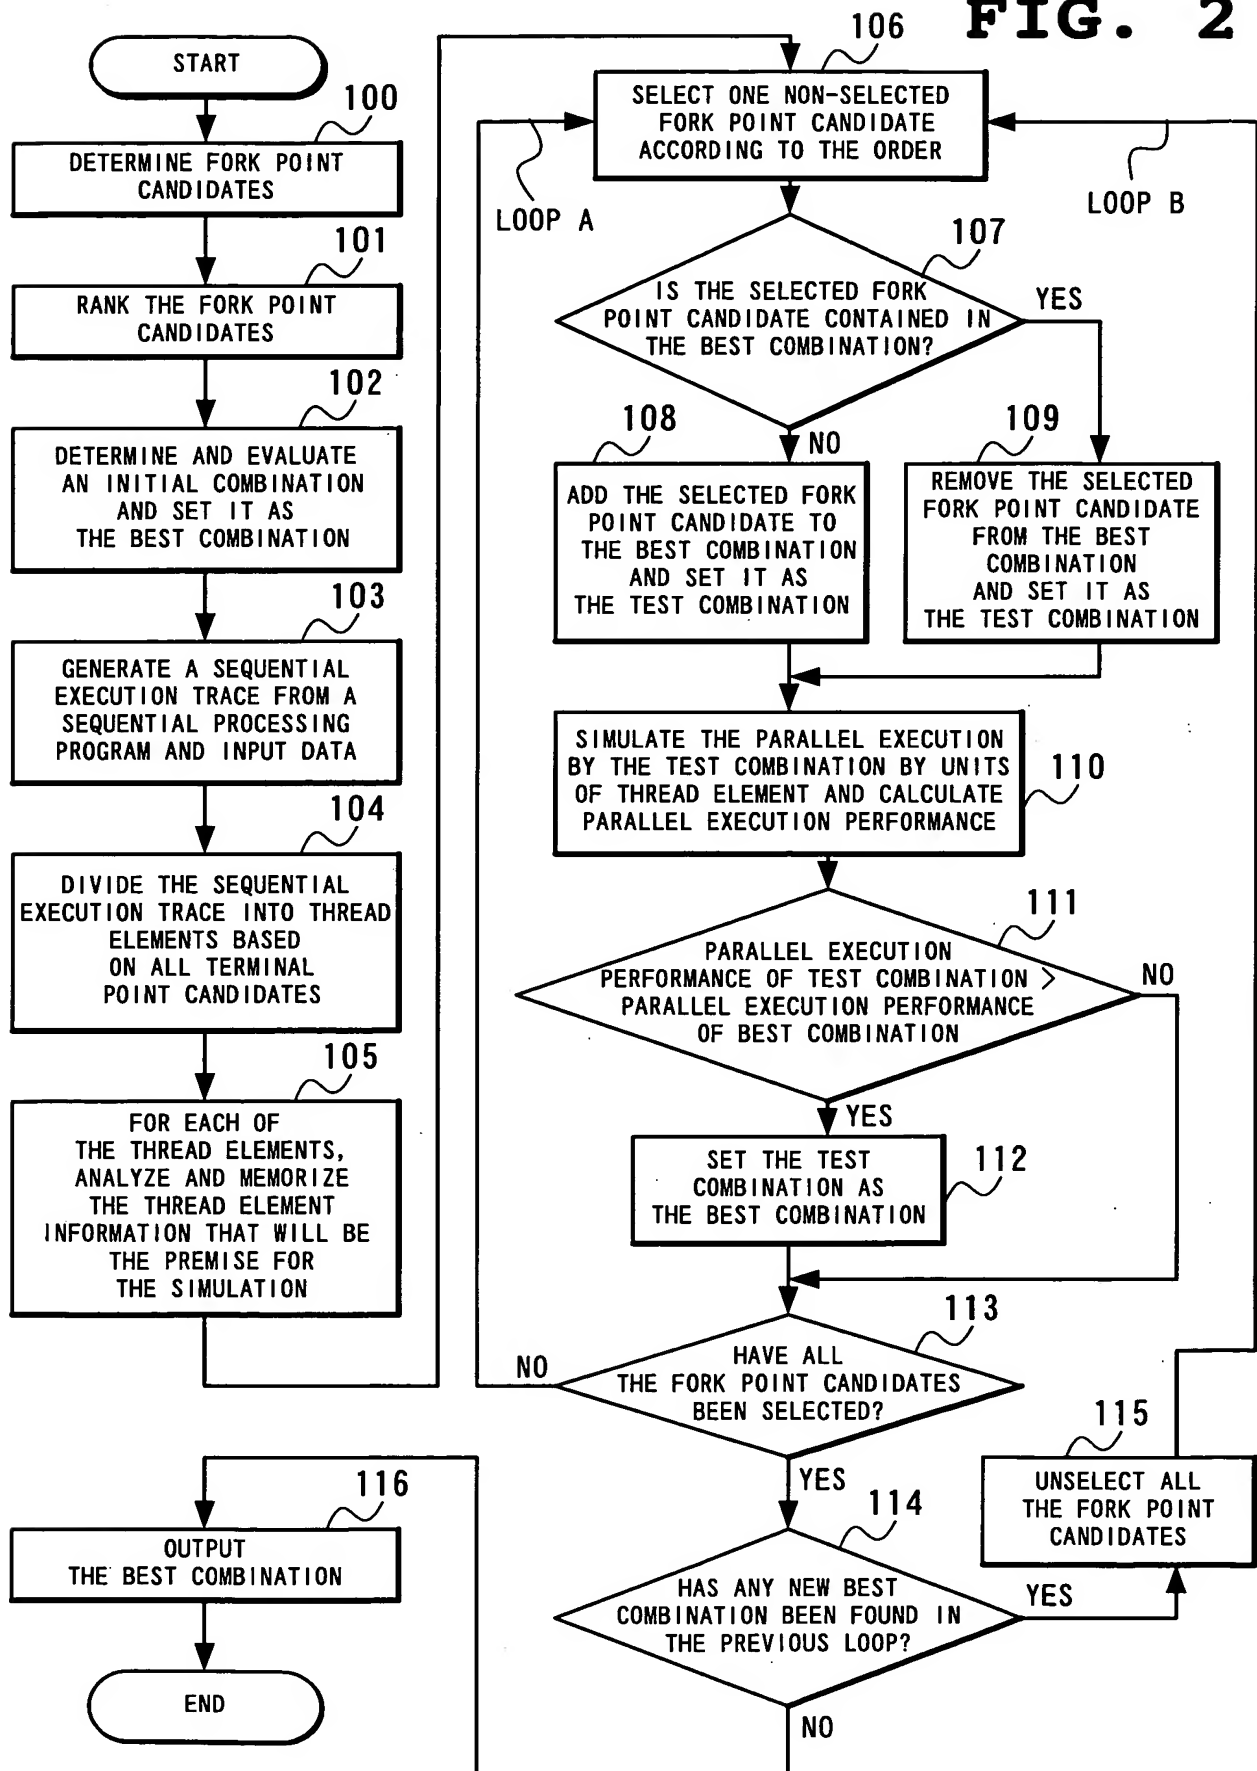 FIG. 2
START
100
DETERMINE FORK POINT
CANDIDATES
101
RANK THE FORK POINT
CANDIDATES
102
DETERMINE AND EVALUATE
AN INITIAL COMBINATION
AND SET IT AS
THE BEST COMBINATION
103
GENERATE A SEQUENTIAL
EXECUTION TRACE FROM A
SEQUENTIAL PROCESSING
PROGRAM AND INPUT DATA
104
DIVIDE THE SEQUENTIAL
EXECUTION TRACE INTO THREAD
ELEMENTS BASED
ON ALL TERMINAL
POINT CANDIDATES
105
FOR EACH OF
THE THREAD ELEMENTS,
ANALYZE AND MEMORIZE
THE THREAD ELEMENT
INFORMATION THAT WILL BE
THE PREMISE FOR
THE SIMULATION
106
SELECT ONE NON-SELECTED
FORK POINT CANDIDATE
ACCORDING TO THE ORDER
LOOP A
LOOP B
107
IS THE SELECTED FORK
POINT CANDIDATE CONTAINED IN
THE BEST COMBINATION?
YES
NO
108
ADD THE SELECTED FORK
POINT CANDIDATE TO
THE BEST COMBINATION
AND SET IT AS
THE TEST COMBINATION
109
REMOVE THE SELECTED
FORK POINT CANDIDATE
FROM THE BEST
COMBINATION
AND SET IT AS
THE TEST COMBINATION
110
SIMULATE THE PARALLEL EXECUTION
BY THE TEST COMBINATION BY UNITS
OF THREAD ELEMENT AND CALCULATE
PARALLEL EXECUTION PERFORMANCE
111
PARALLEL EXECUTION
PERFORMANCE OF TEST COMBINATION >
PARALLEL EXECUTION PERFORMANCE
OF BEST COMBINATION
NO
YES
112
SET THE TEST
COMBINATION AS
THE BEST COMBINATION
113
HAVE ALL
THE FORK POINT CANDIDATES
BEEN SELECTED?
NO
YES
114
HAS ANY NEW BEST
COMBINATION BEEN FOUND IN
THE PREVIOUS LOOP?
YES
NO
115
UNSELECT ALL
THE FORK POINT
CANDIDATES
116
OUTPUT
THE BEST COMBINATION
END